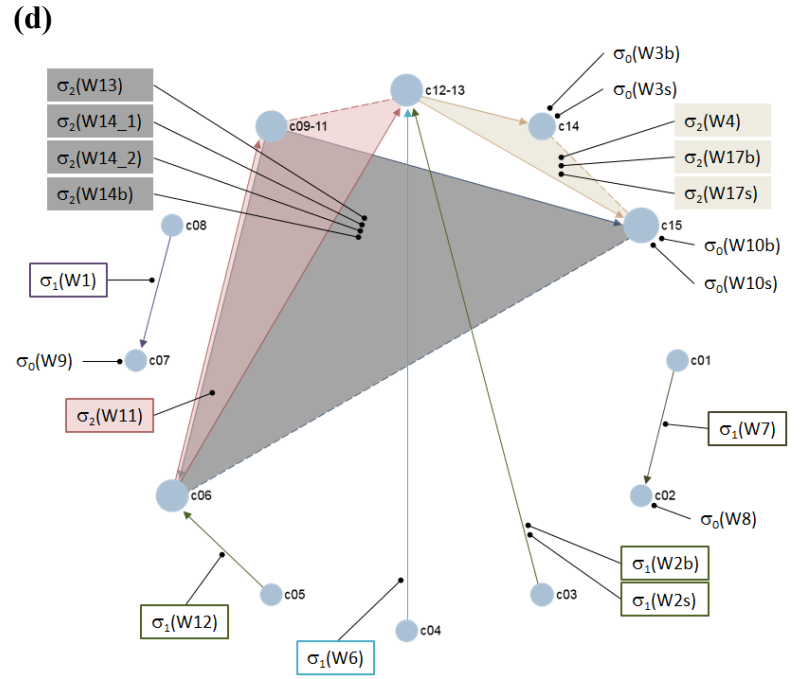 (d)
σ0(W3b)
c12-13
σ2(W13)
σ0(W3s)
σ2(W14_1)
c09-11
c14
σ2(W4)
σ2(W14_2)
σ2(W17b)
σ2(W14b)
σ2(W17s)
c08
c15
σ0(W10b)
σ1(W1)
σ0(W10s)
σ0(W9)
c07
c01
σ2(W11)
σ1(W7)
c06
c02
σ0(W8)
σ1(W2b)
c05
c03
σ1(W2s)
σ1(W12)
c04
σ1(W6)